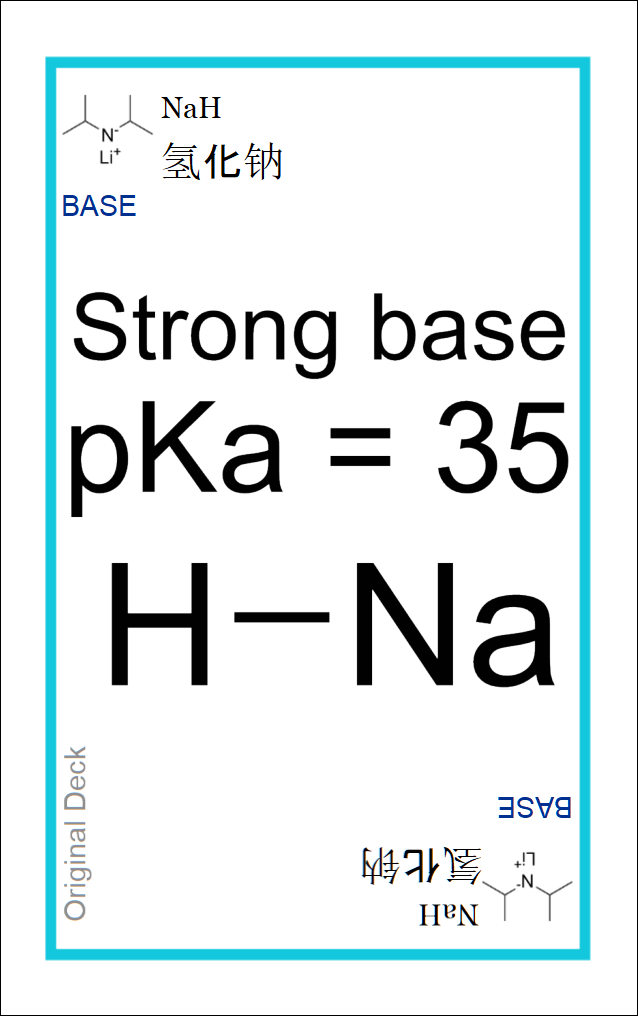 NaH
N-
Li+
氢化钠
BASE
Strong base
pKa = 35
H—Na
Original Deck
BASE
氢化钠
Li+
N-
NaH